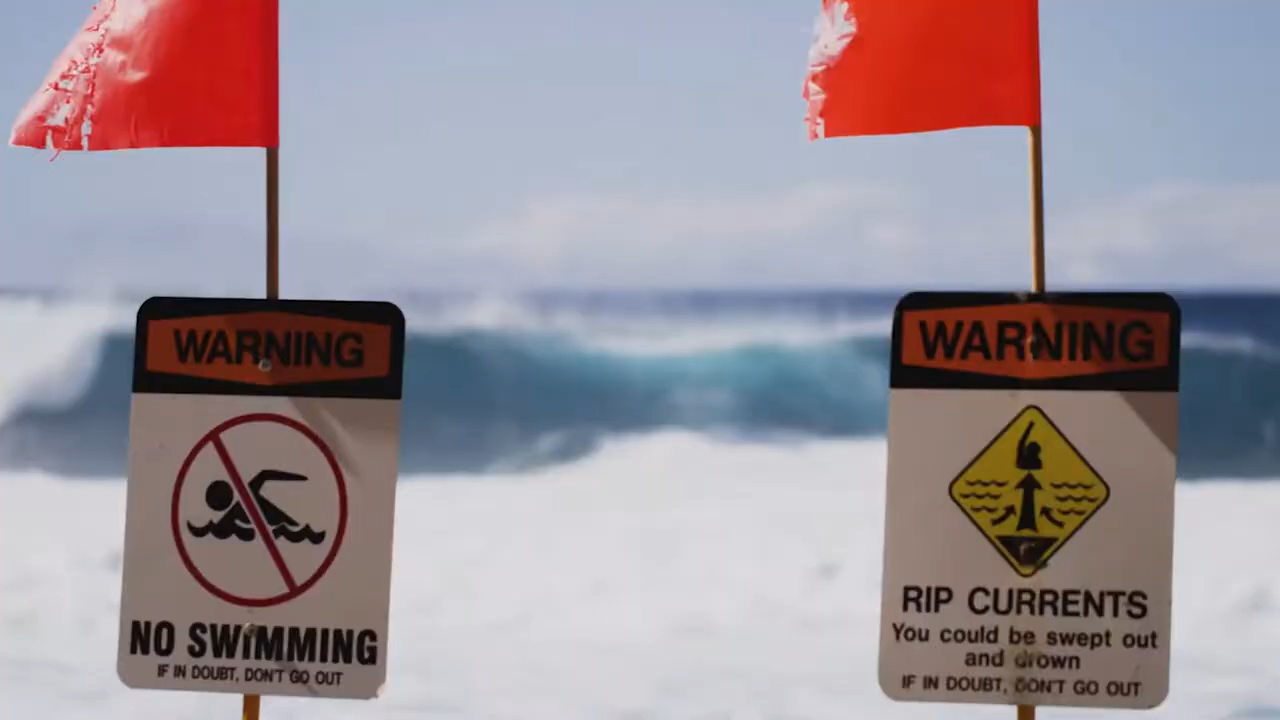 WARNING
NO SWIMMING
IF IN DOUBT, DON'T GO OUT
WARNING
RIP CURRENTS
You could be swept out
and drown
IF IN DOUBT, DON'T GO OUT